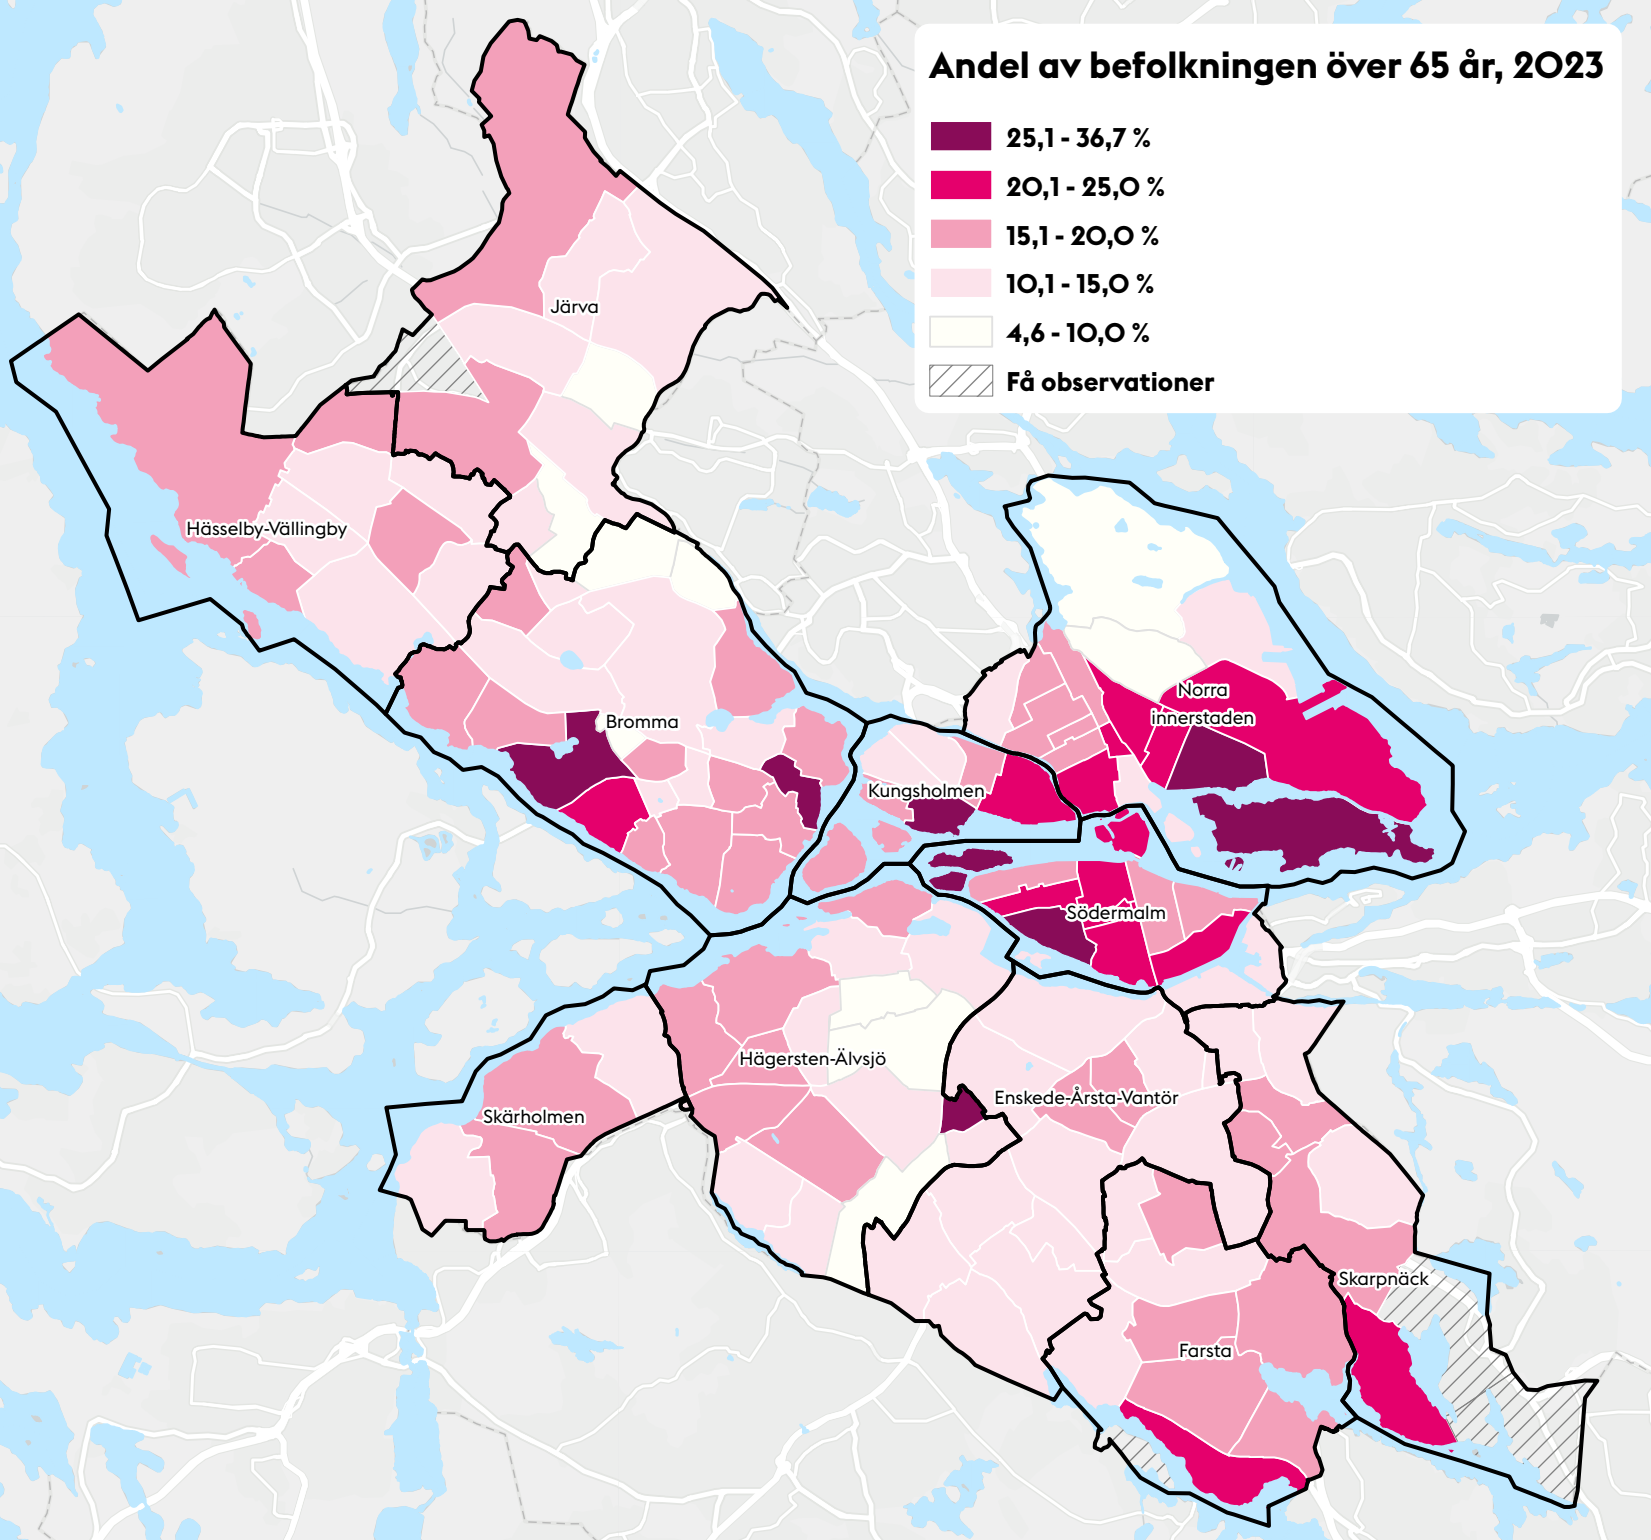 Andel av befolkningen över 65 år, 2023
25,1 - 36,7 %
20,1 - 25,0 %
15,1 - 20,0 %
10,1 - 15,0 %
4,6 - 10,0 %
Få observationer
Järva
Hässelby-Vällingby
Bromma
Norra
innerstaden
Kungsholmen
Södermalm
Hägersten-Älvsjö
Enskede-Årsta-Vantör
Skärholmen
Skarpnäck
Farsta